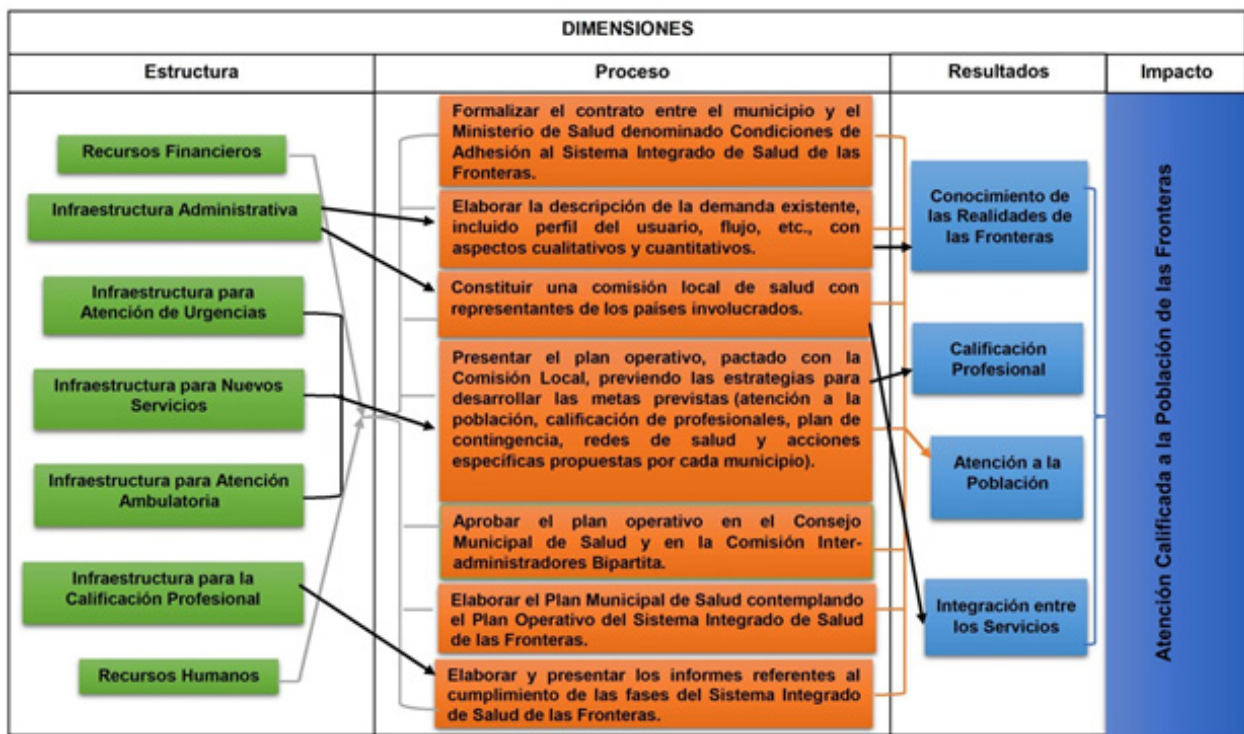 DIMENSIONES
Estructura
Proceso
Resultados
Impacto
Recursos Financieros
Infraestructura Administrativa
Infraestructura para
Atención de Urgencias
Infraestructura para Nuevos
Servicios
Infraestructura para Atención
Ambulatoria
Infraestructura para la
Calificación Profesional
Recursos Humanos
Formalizar el contrato entre el municipio y el
Ministerio de Salud denominado Condiciones de
Adhesión al Sistema Integrado de Salud de las
Fronteras.
Elaborar la descripción de la demanda existente,
incluido perfil del usuario, flujo, etc., con
aspectos cualitativos y cuantitativos.
Constituir una comisión local de salud con
representantes de los países involucrados.
Presentar el plan operativo, pactado con la
Comisión Local, previendo las estrategias para
desarrollar las metas previstas (atención a la
población, calificación de profesionales, plan de
contingencia, redes de salud y acciones
específicas propuestas por cada municipio).
Aprobar el plan operativo en el Consejo
Municipal de Salud y en la Comisión Inter-
administradores Bipartita.
Elaborar el Plan Municipal de Salud contemplando
el Plan Operativo del Sistema Integrado de Salud
de las Fronteras.
Elaborar y presentar los informes referentes al
cumplimiento de las fases del Sistema Integrado
de Salud de las Fronteras.
Conocimiento de
las Realidades de
las Fronteras
Calificación
Profesional
Atención a la
Población
Integración entre
los Servicios
Atención Calificada a la Población de las Fronteras